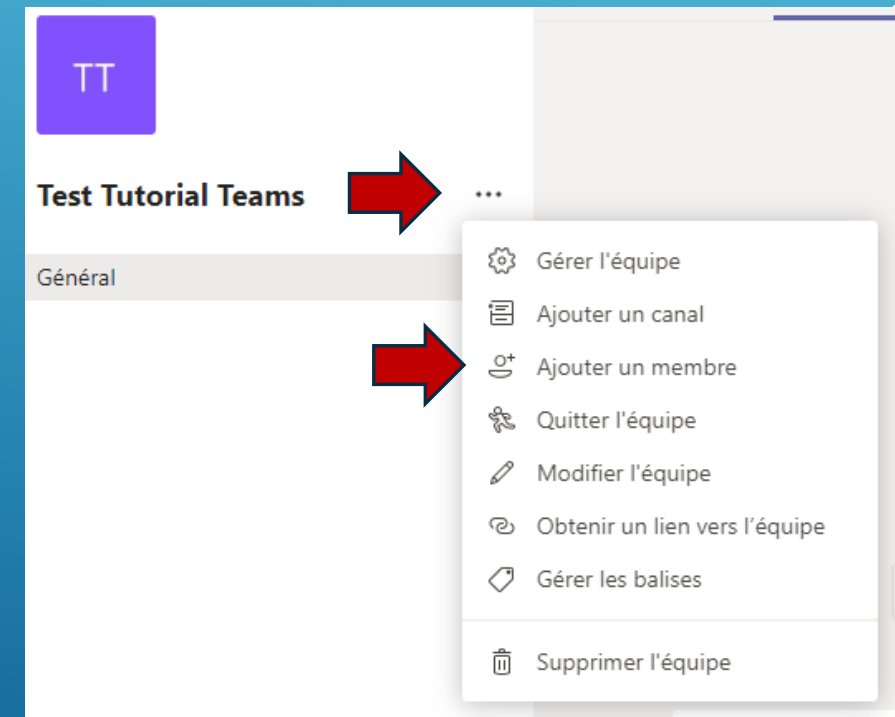 TT
Test Tutorial Teams
...
Général
Gérer l'équipe
Ajouter un canal
Ajouter un membre
Quitter l'équipe
Modifier l'équipe
Obtenir un lien vers l’équipe
Gérer les balises
Supprimer l'équipe